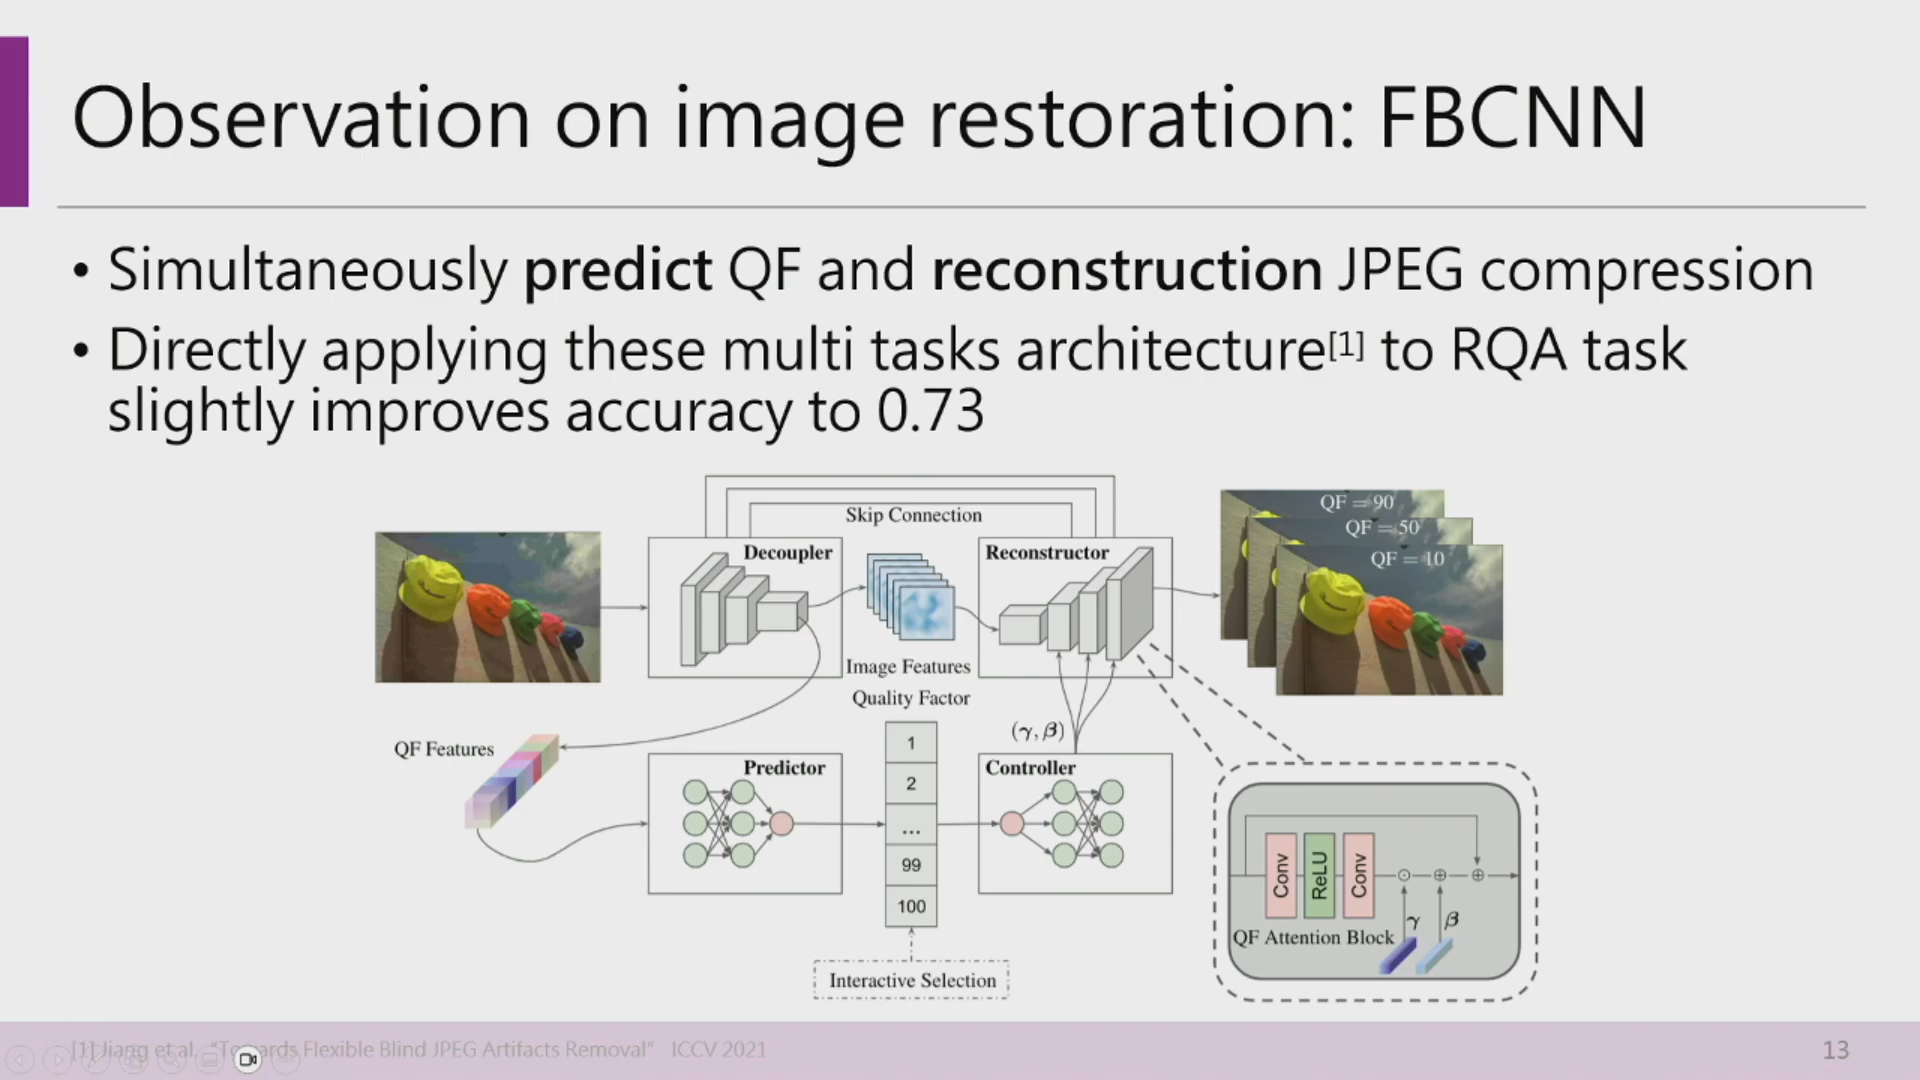 Observation on image restoration: FBCNN
• Simultaneously predict QF and reconstruction JPEG compression
• Directly applying these multi tasks architecture[1] to RQA task
slightly improves accuracy to 0.73
Skip Connection
Decoupler
Reconstructor
QF = 90
QF = 50
QF = 10
Image Features
Quality Factor
QF Features
(γ, β)
Predictor
Controller
1
2
...
99
100
Interactive Selection
Conv
ReLU
Conv
γ
β
QF Attention Block
[1] Jiang et al. "Towards Flexible Blind JPEG Artifacts Removal" ICCV 2021
13